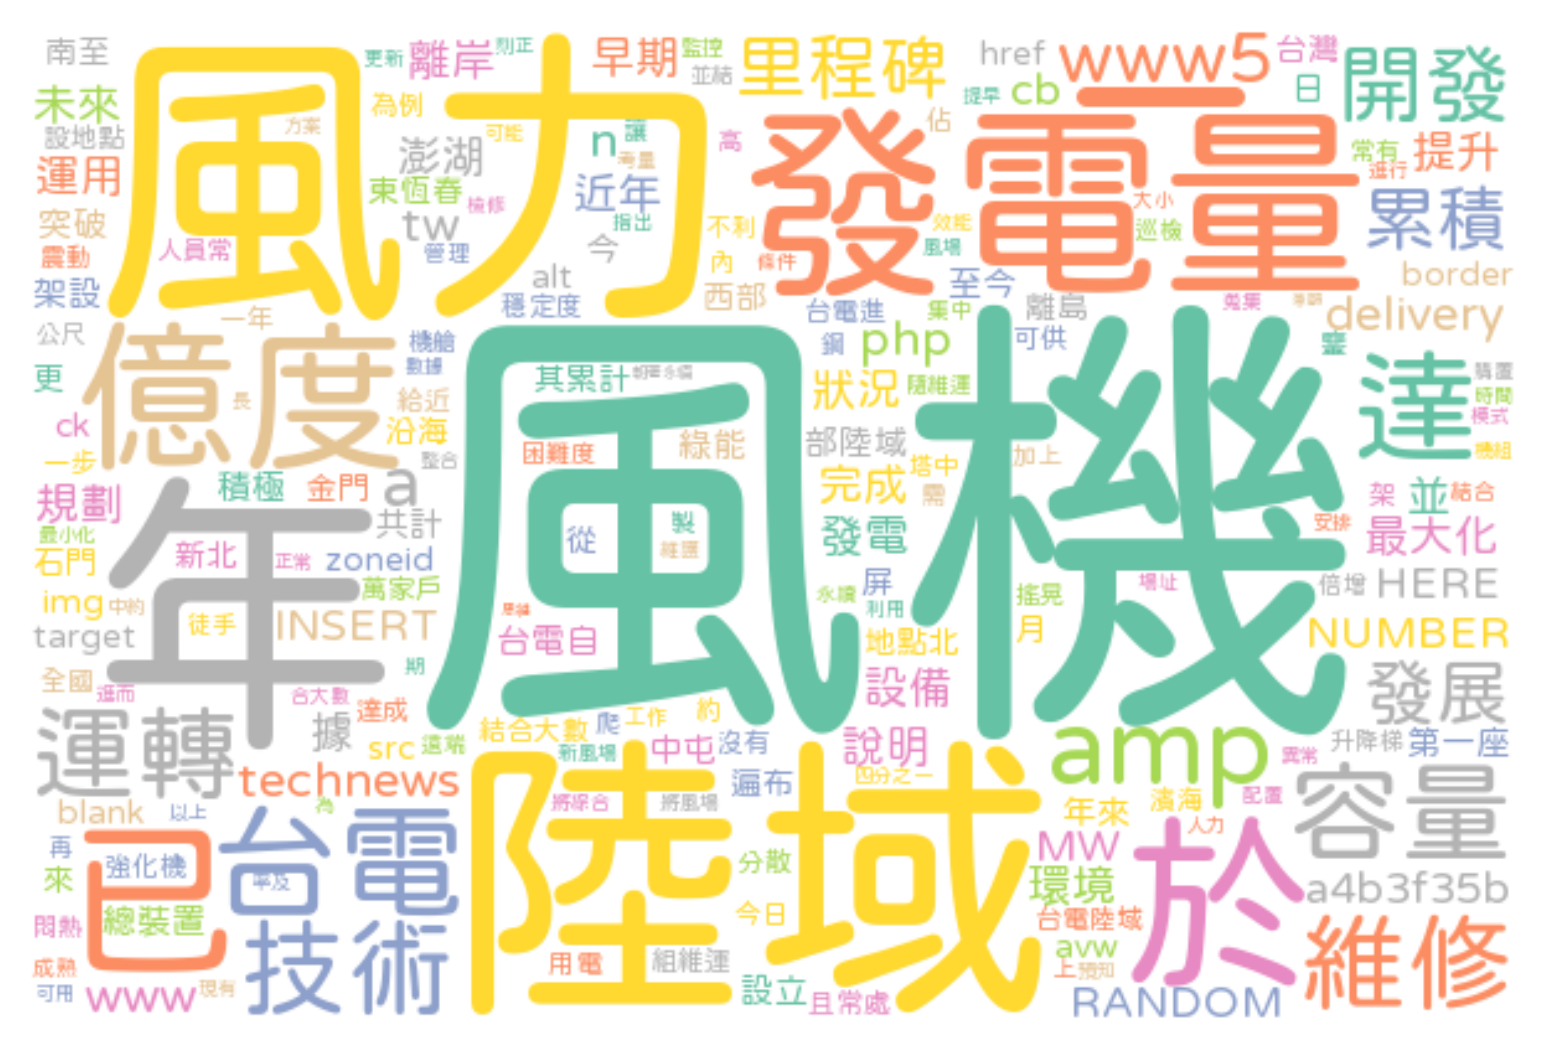 南至
更新
離岸
早期
監控
並結
里程碑
href
www5
台灣
開發
未來
風力
為例
方案
可能
提早
cb
日
一
設地點
澎湖
n
讓
高
佔
發電量
常有
進行
提升
運用
東恆春
檢修
近年
大小
累積
突破
tw
指出
不利
效能
巡檢
震動
人員常
管理
今
內
條件
風場
架設
alt
穩定度
西部
至今
border
公尺
一年
台電進
集中
離島
蒐集
delivery
億度
機艙
數據
風機
鋼
php
可供
更
長
給近
其累計
狀況
隨維運
達
時間
模式
ck
沿海
困難度
綠能
部陸域
加上
機組
一步
整合
完成
塔中
需
規劃
積極
金門
a
架
並
結合
最小化
年
共計
從
製
發電
安排
最大化
石門
新北
正常
zoneid
屏
場址
倍增
HERE
img
中約
萬家戶
永續
利用
搖晃
target
徒手
INSERT
台電自
地點北
月
NUMBER
全國
進而
期
設備
發展
合大數
運轉
據
達成
結合大數
爬
工作
約
src
遠端
新風場
中屯
沒有
說明
amp
異常
升降梯
第一座
technews
陸域
遍布
四分之一
blank
以上
為
將綜合
將風場
年來
濱海
配置
容量
再
已
台電
MW
人力
於
來
強化機
分散
環境
a4b3f35b
悶熱
總裝置
今日
台電陸域
技術
avw
維修
成熟
用電
組維運
上
預知
可用
www
現有
設立
且常處
RANDOM